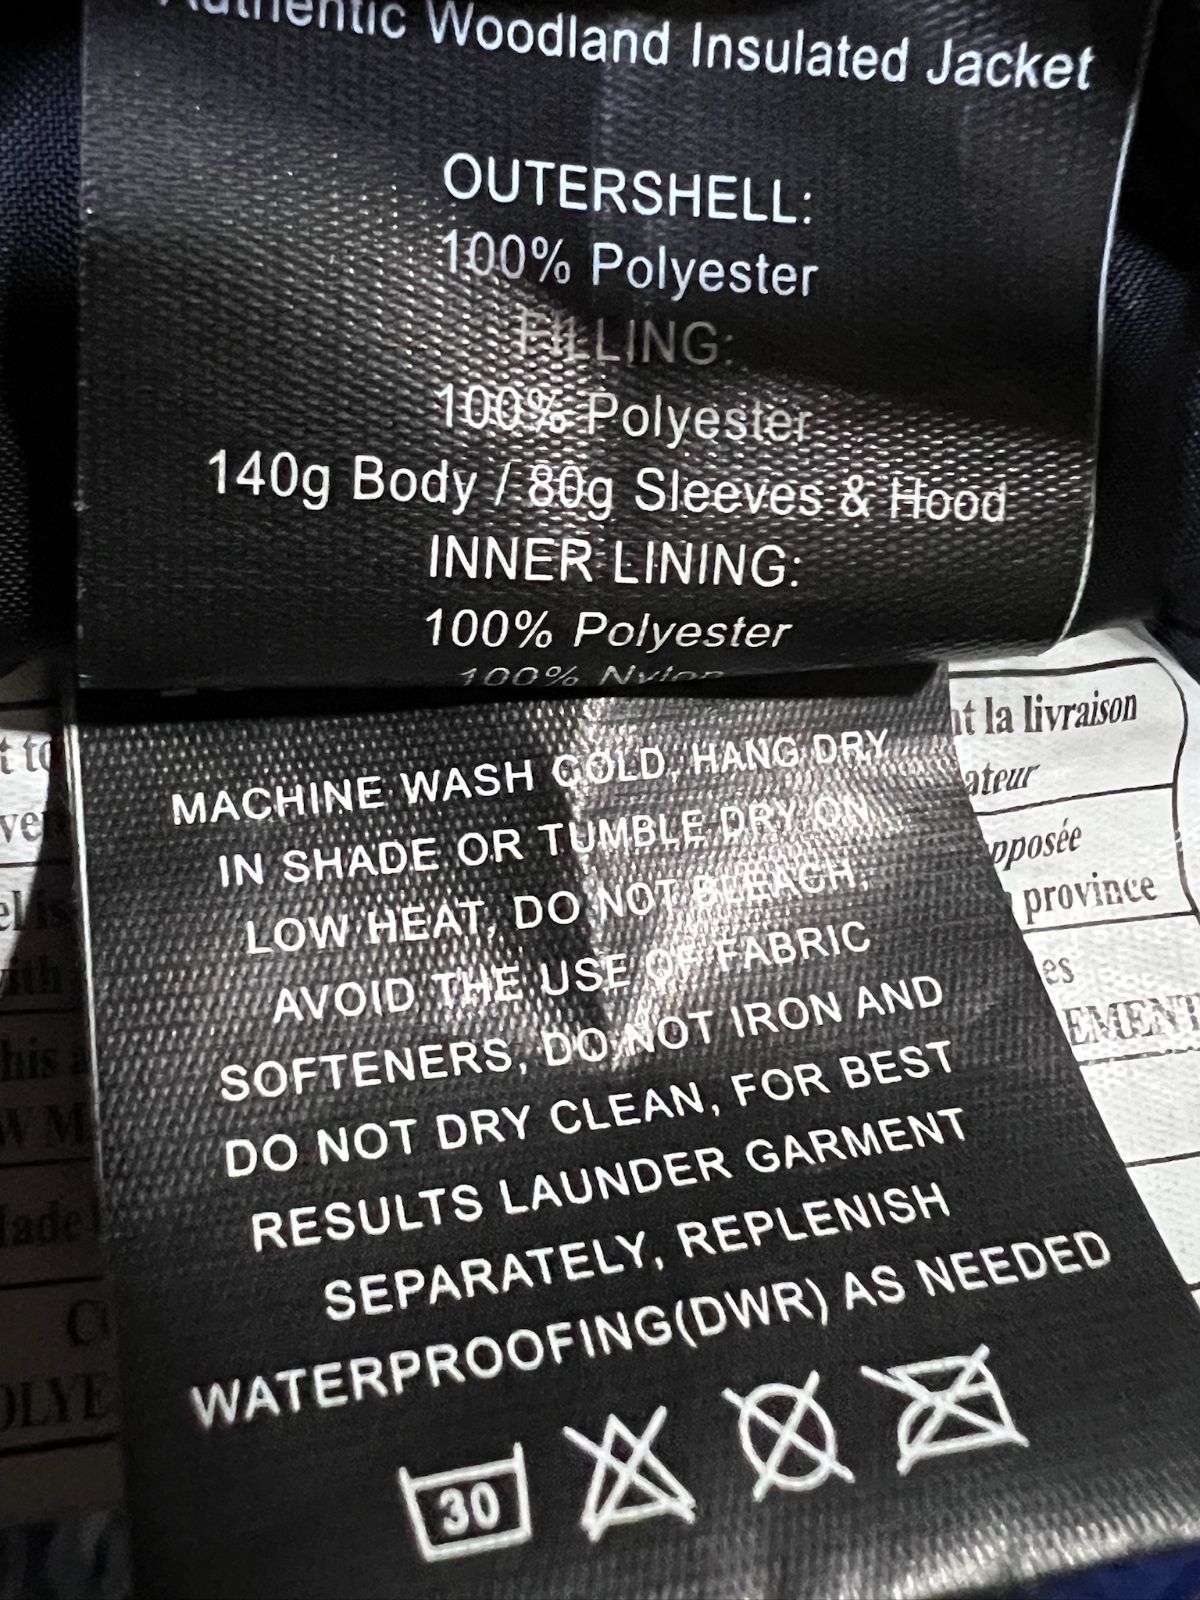 Authentic Woodland Insulated Jacket
OUTERSHELL:
100% Polyester
FILLING:
100% Polyester
140g Body / 80g Sleeves & Hood
INNER LINING:
100% Polyester
100% Nylon
MACHINE WASH COLD, HANG DRY
IN SHADE OR TUMBLE DRY ON
LOW HEAT, DO NOT BLEACH,
AVOID THE USE OF FABRIC
SOFTENERS, DO NOT IRON AND
DO NOT DRY CLEAN, FOR BEST
RESULTS LAUNDER GARMENT
SEPARATELY, REPLENISH
WATERPROOFING(DWR) AS NEEDED
30
la livraison
province